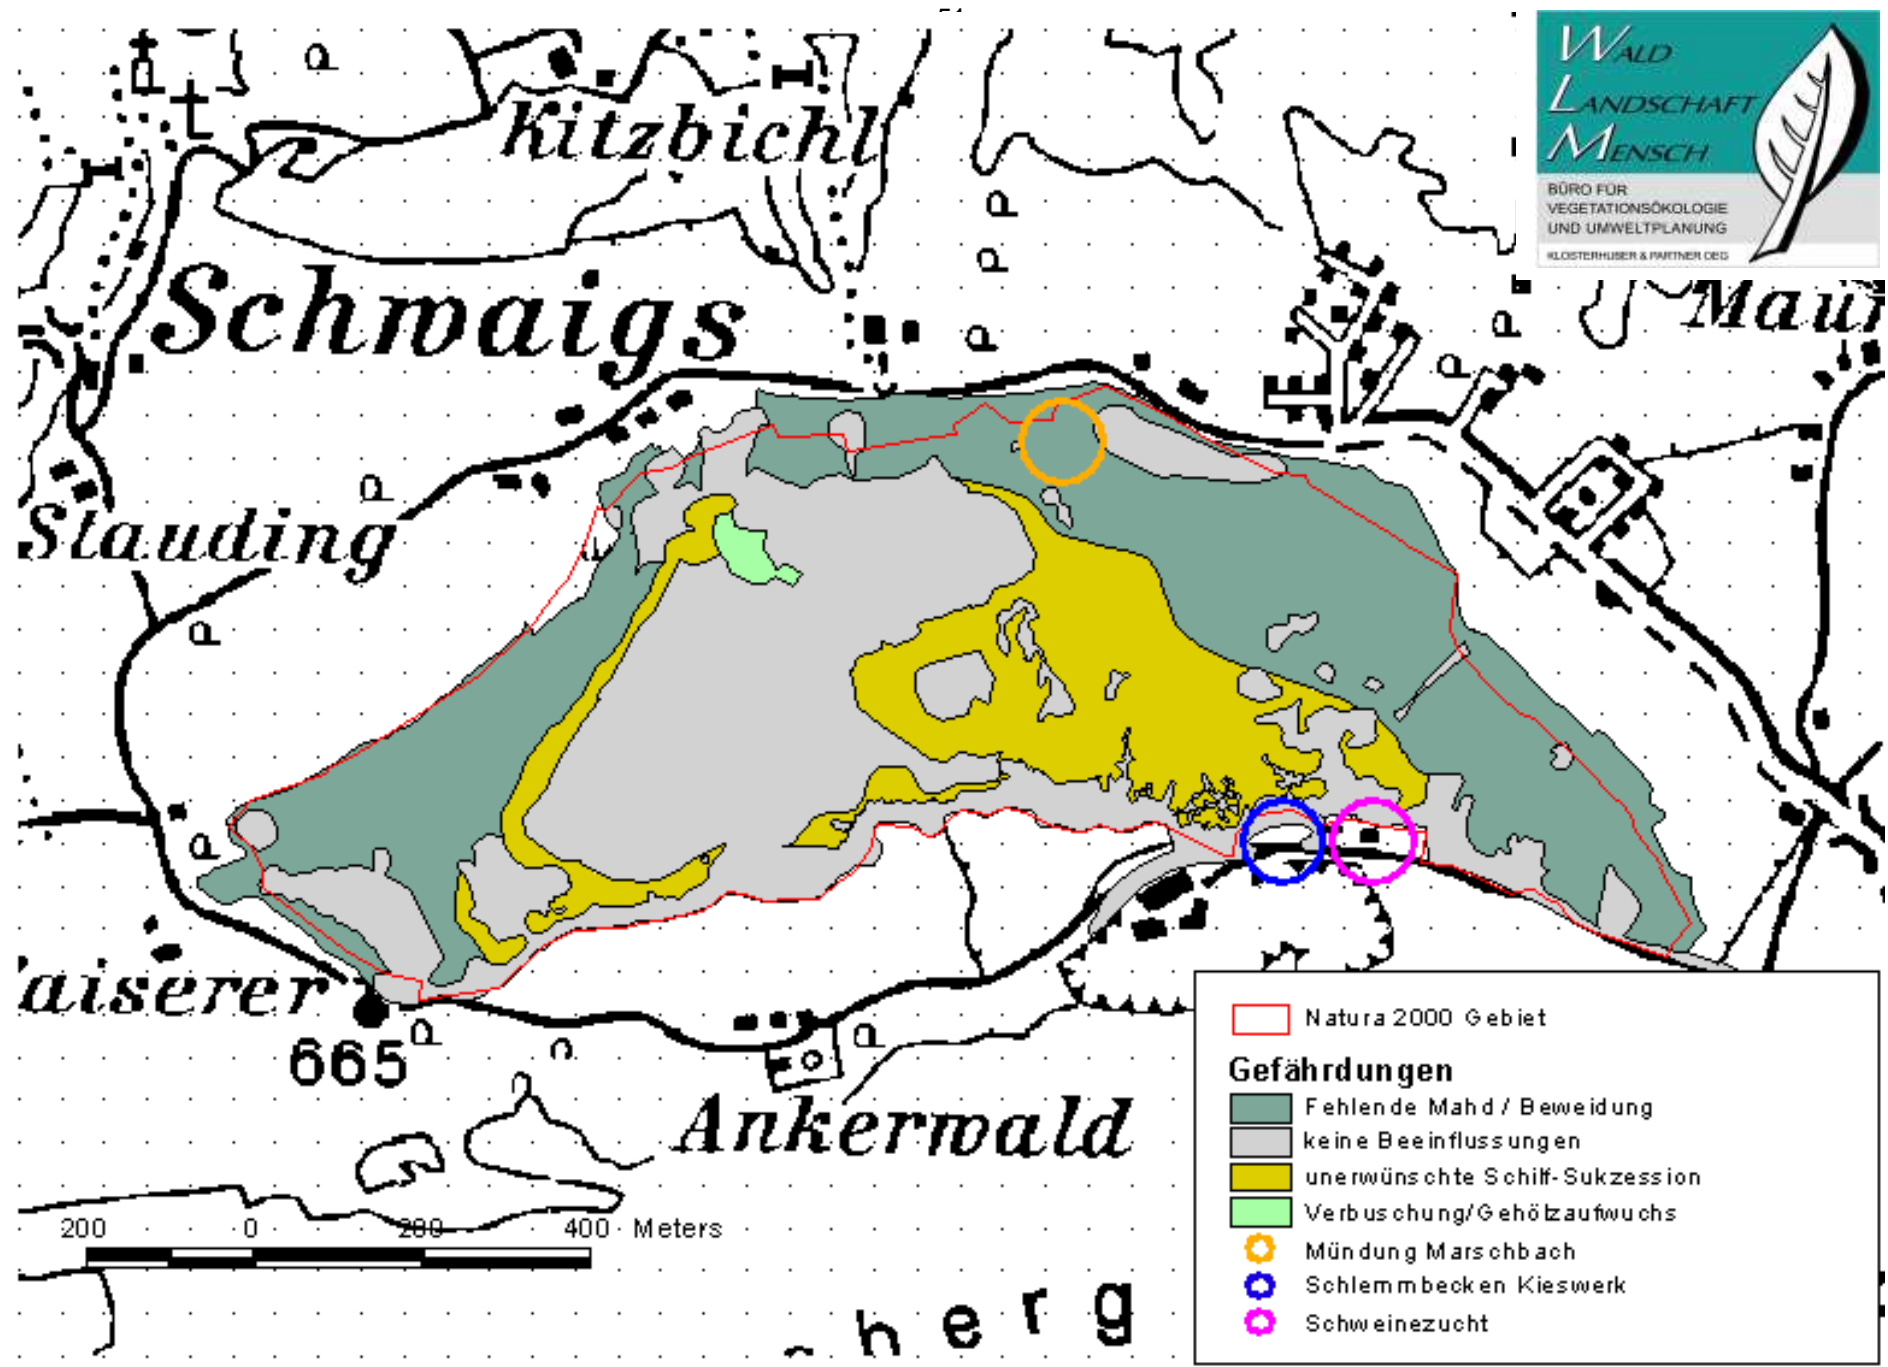 WALD
LANDSCHAFT
MENSCH
BÜRO FÜR
VEGETATIONSÖKOLOGIE
UND UMWELTPLANUNG
KLOSTERHUBER & PARTNER OEG
Kitzbichl
Schwaigs
Stauding
aiserer
665
Ankerwald
200 0 200 400 Meters
herg
Natura 2000 Gebiet
Gefährdungen
Fehlende Mahd / Beweidung
keine Beeinflussungen
unerwünschte Schilf-Sukzession
Verbuschung/Gehölzaufwuchs
Mündung Marschbach
Schlemmbecken Kieswerk
Schweinezucht